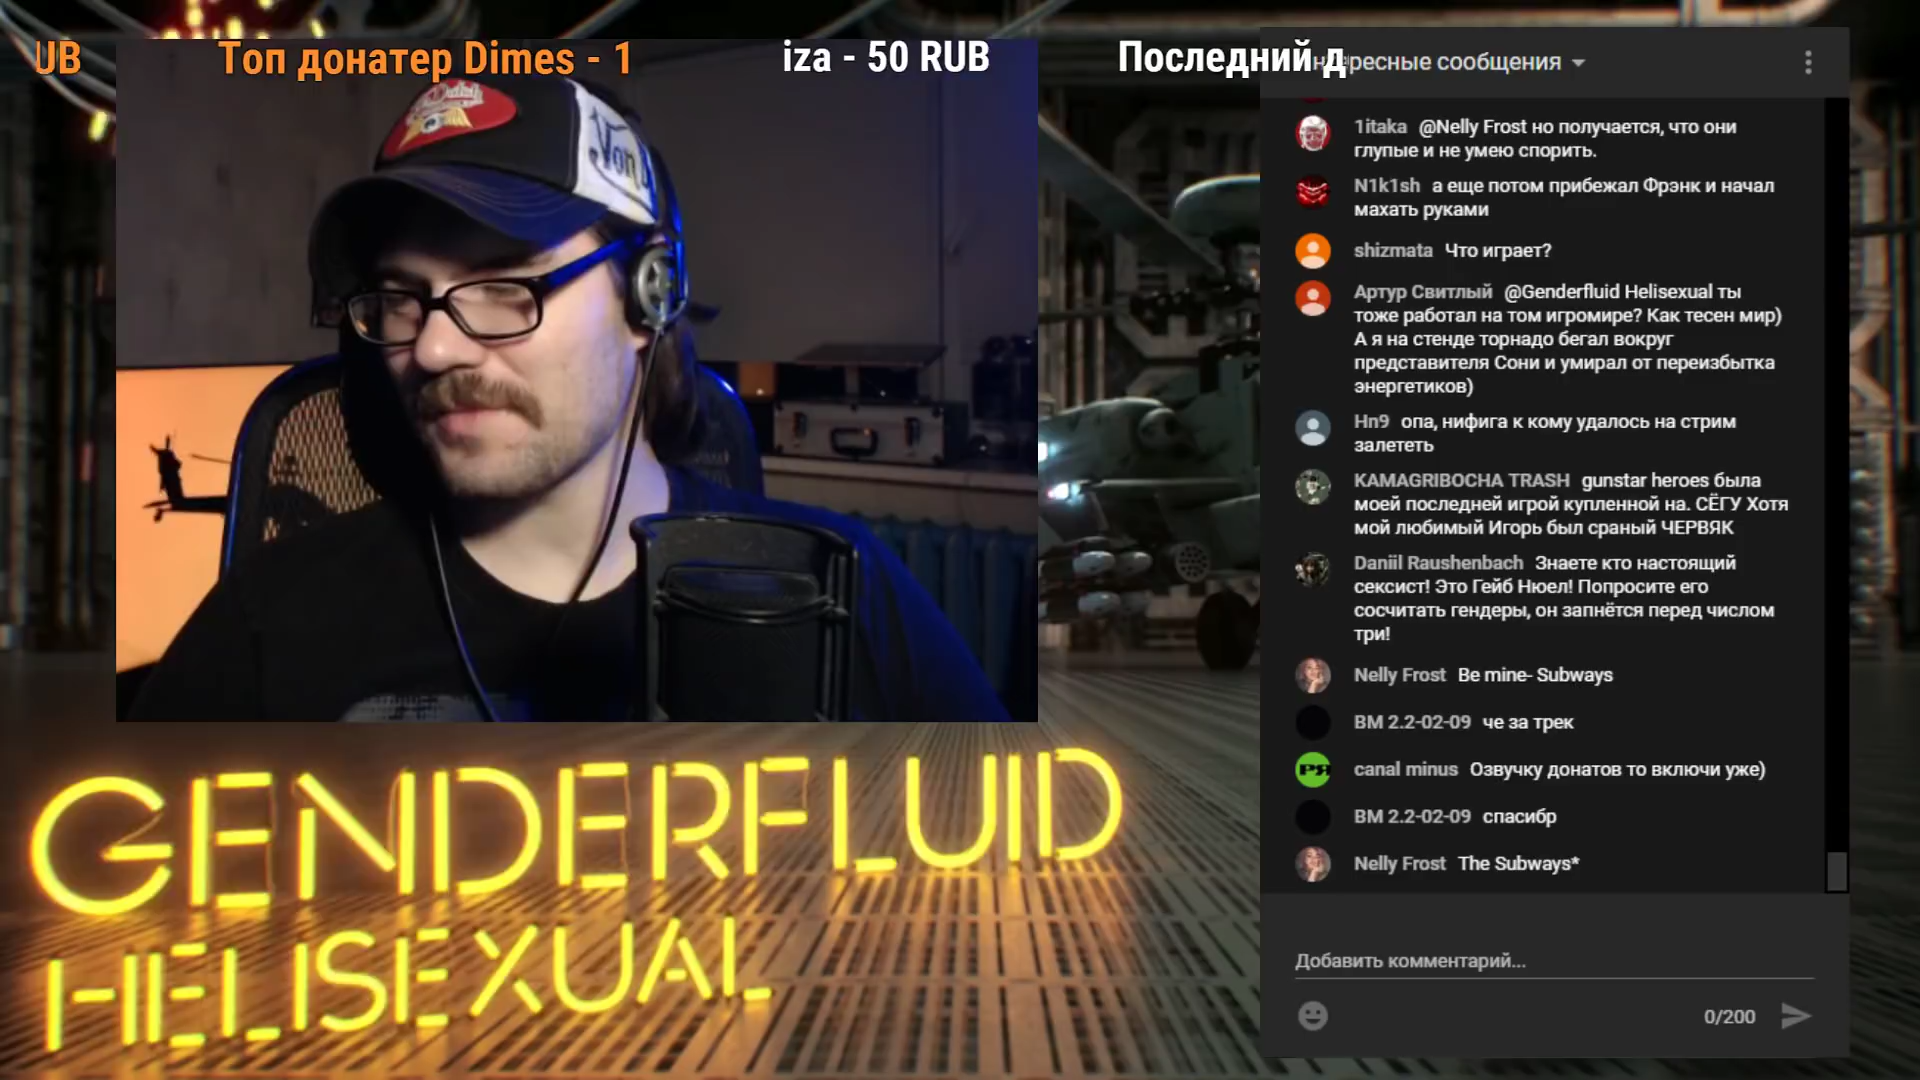 UB
Топ донатер Dimes - 1
iza - 50 RUB
Последний д
ресные сообщения
1itaka @Nelly Frost но получается, что они
глупые и не умею спорить.
N1k1sh а еще потом прибежал Фрэнк и начал
махать руками
shizmata Что играет?
Артур Свитлый @Genderfluid Helisexual ты
тоже работал на том игромире? Как тесен мир)
А я на стенде торнадо бегал вокруг
представителя Сони и умирал от переизбытка
энергетиков)
Hn9 опа, нифига к кому удалось на стрим
залететь
KAMAGRIBOCHA TRASH gunstar heroes была
моей последней игрой купленной на. СЁГУ Хотя
мой любимый Игорь был сраный ЧЕРВЯК
Daniil Raushenbach Знаете кто настоящий
сексист! Это Гейб Нюел! Попросите его
сосчитать гендеры, он запнётся перед числом
три!
Nelly Frost Be mine- Subways
BM 2.2-02-09 че за трек
РЯ
canal minus Озвучку донатов то включи уже)
BM 2.2-02-09 спасибр
Nelly Frost The Subways*
Добавить комментарий...
0/200
GENDERFLUID
HELISEXUAL